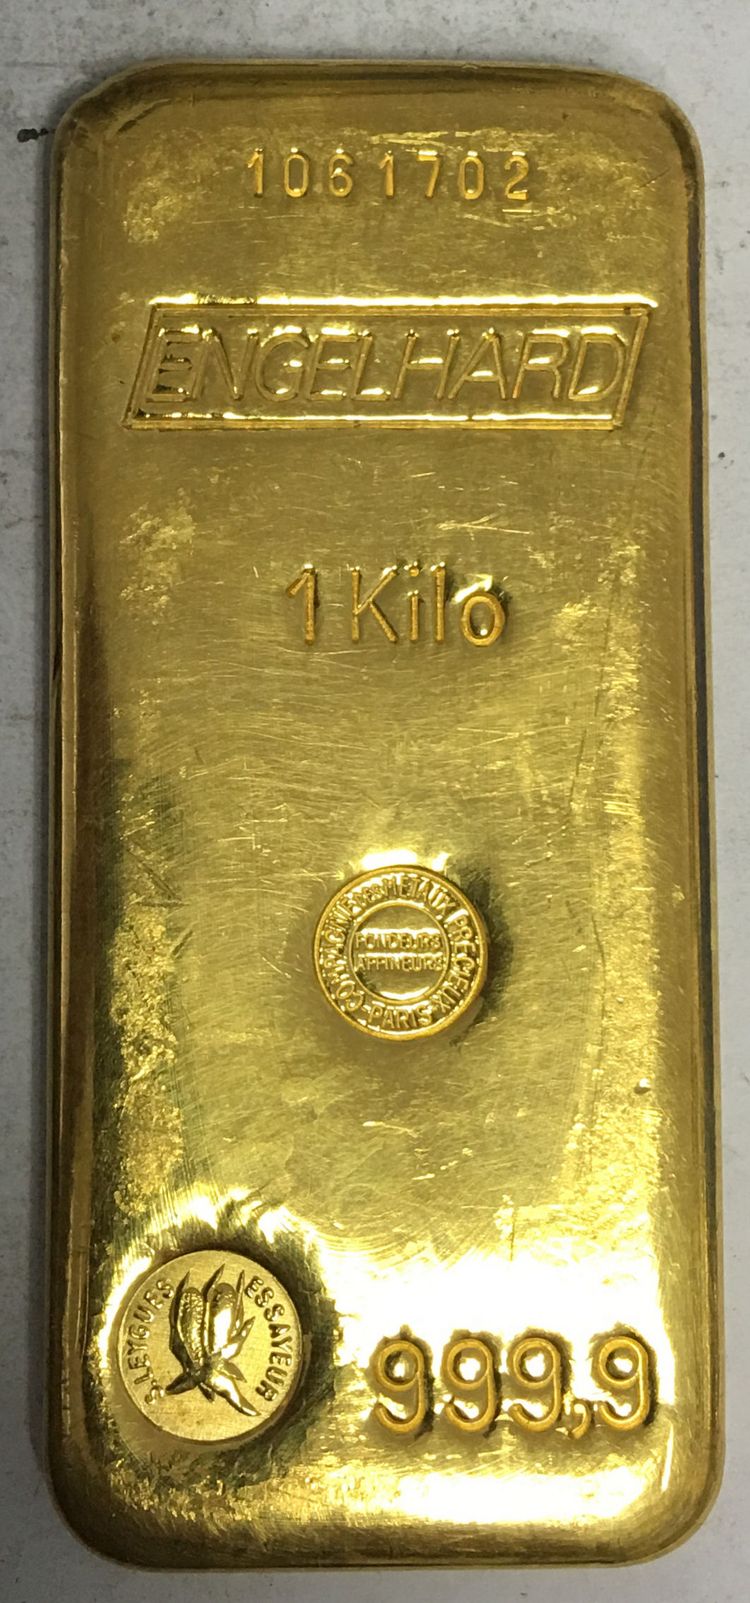 1061702
ENGELHARD
1 Kilo
COMPAGNIE DES METAUX PRECIEUX
FONDEURS
AFFINEURS
-PARIS-
S. LEYGUES ESSAYEUR
999,9